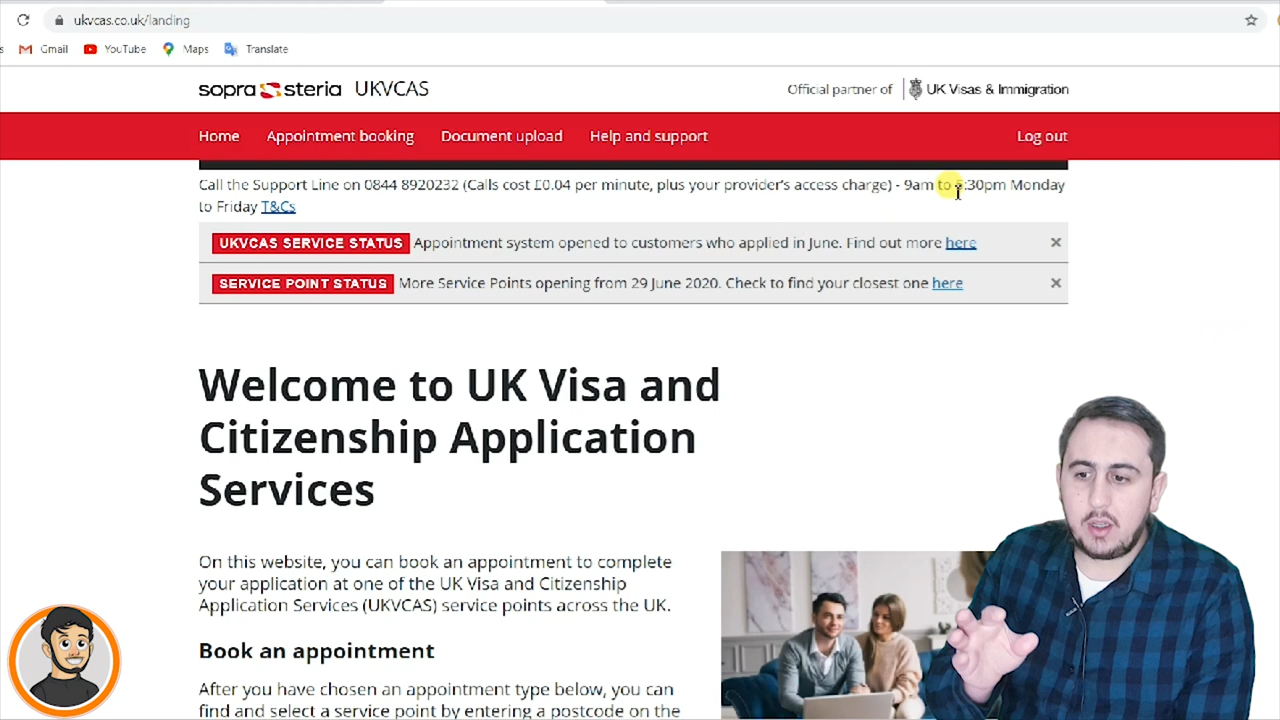 ukvcas.co.uk/landing
s Gmail YouTube Maps Translate
sopra steria UKVCAS
Official partner of UK Visas & Immigration
Home Appointment booking Document upload Help and support Log out
Call the Support Line on 0844 8920232 (Calls cost £0.04 per minute, plus your provider's access charge) - 9am to 5:30pm Monday
to Friday T&Cs
UKVCAS SERVICE STATUS Appointment system opened to customers who applied in June. Find out more here
SERVICE POINT STATUS More Service Points opening from 29 June 2020. Check to find your closest one here
Welcome to UK Visa and
Citizenship Application
Services
On this website, you can book an appointment to complete
your application at one of the UK Visa and Citizenship
Application Services (UKVCAS) service points across the UK.
Book an appointment
After you have chosen an appointment type below, you can
find and select a service point by entering a postcode on the